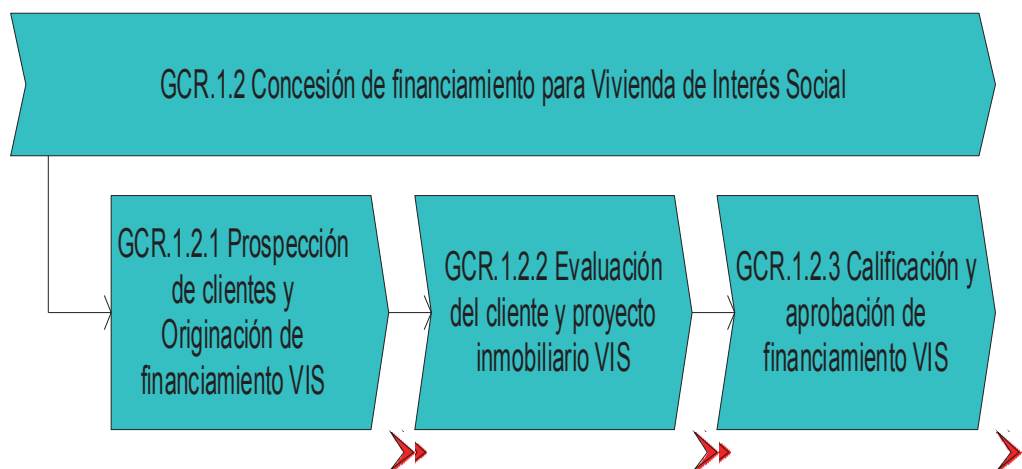 GCR.1.2 Concesión de financiamiento para Vivienda de Interés Social
GCR.1.2.1 Prospección
de clientes y
Originación de
financiamiento VIS
GCR.1.2.2 Evaluación
del cliente y proyecto
inmobiliario VIS
GCR.1.2.3 Calificación y
aprobación de
financiamiento VIS